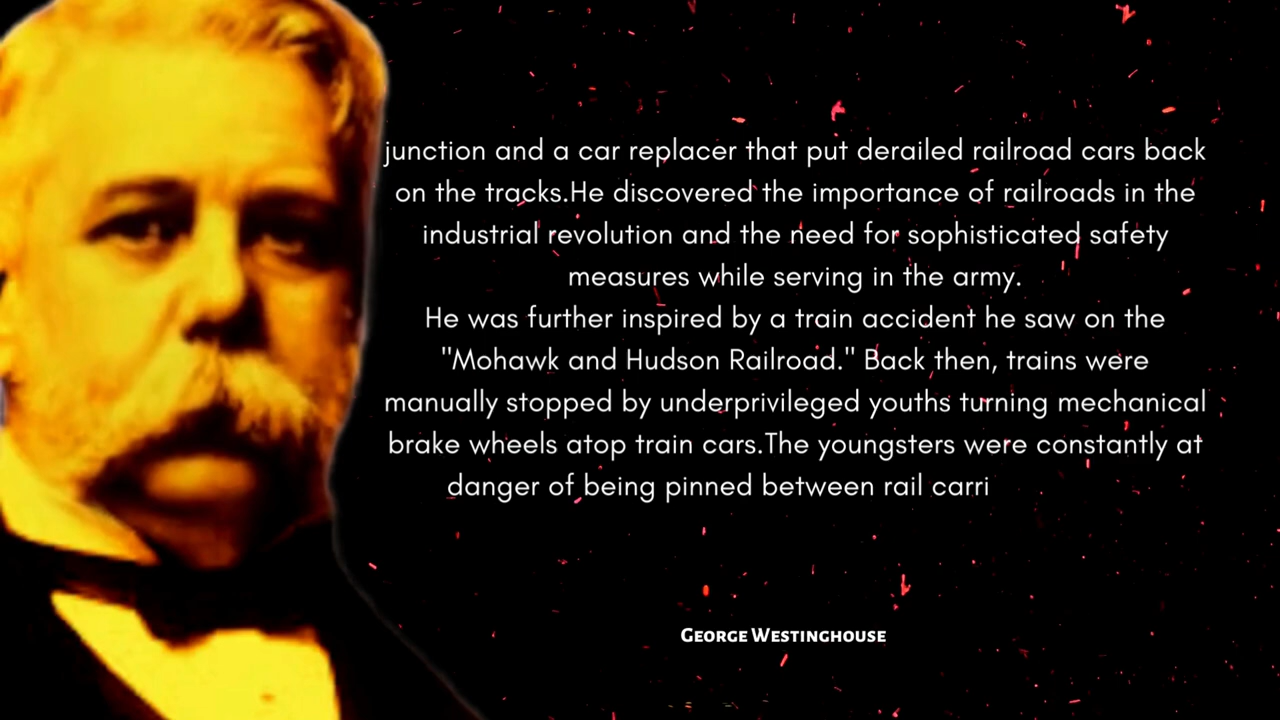 junction and a car replacer that put derailed railroad cars back
on the tracks.He discovered the importance of railroads in the
industrial revolution and the need for sophisticated safety
measures while serving in the army.
He was further inspired by a train accident he saw on the
"Mohawk and Hudson Railroad." Back then, trains were
manually stopped by underprivileged youths turning mechanical
brake wheels atop train cars.The youngsters were constantly at
danger of being pinned between rail carri
George Westinghouse